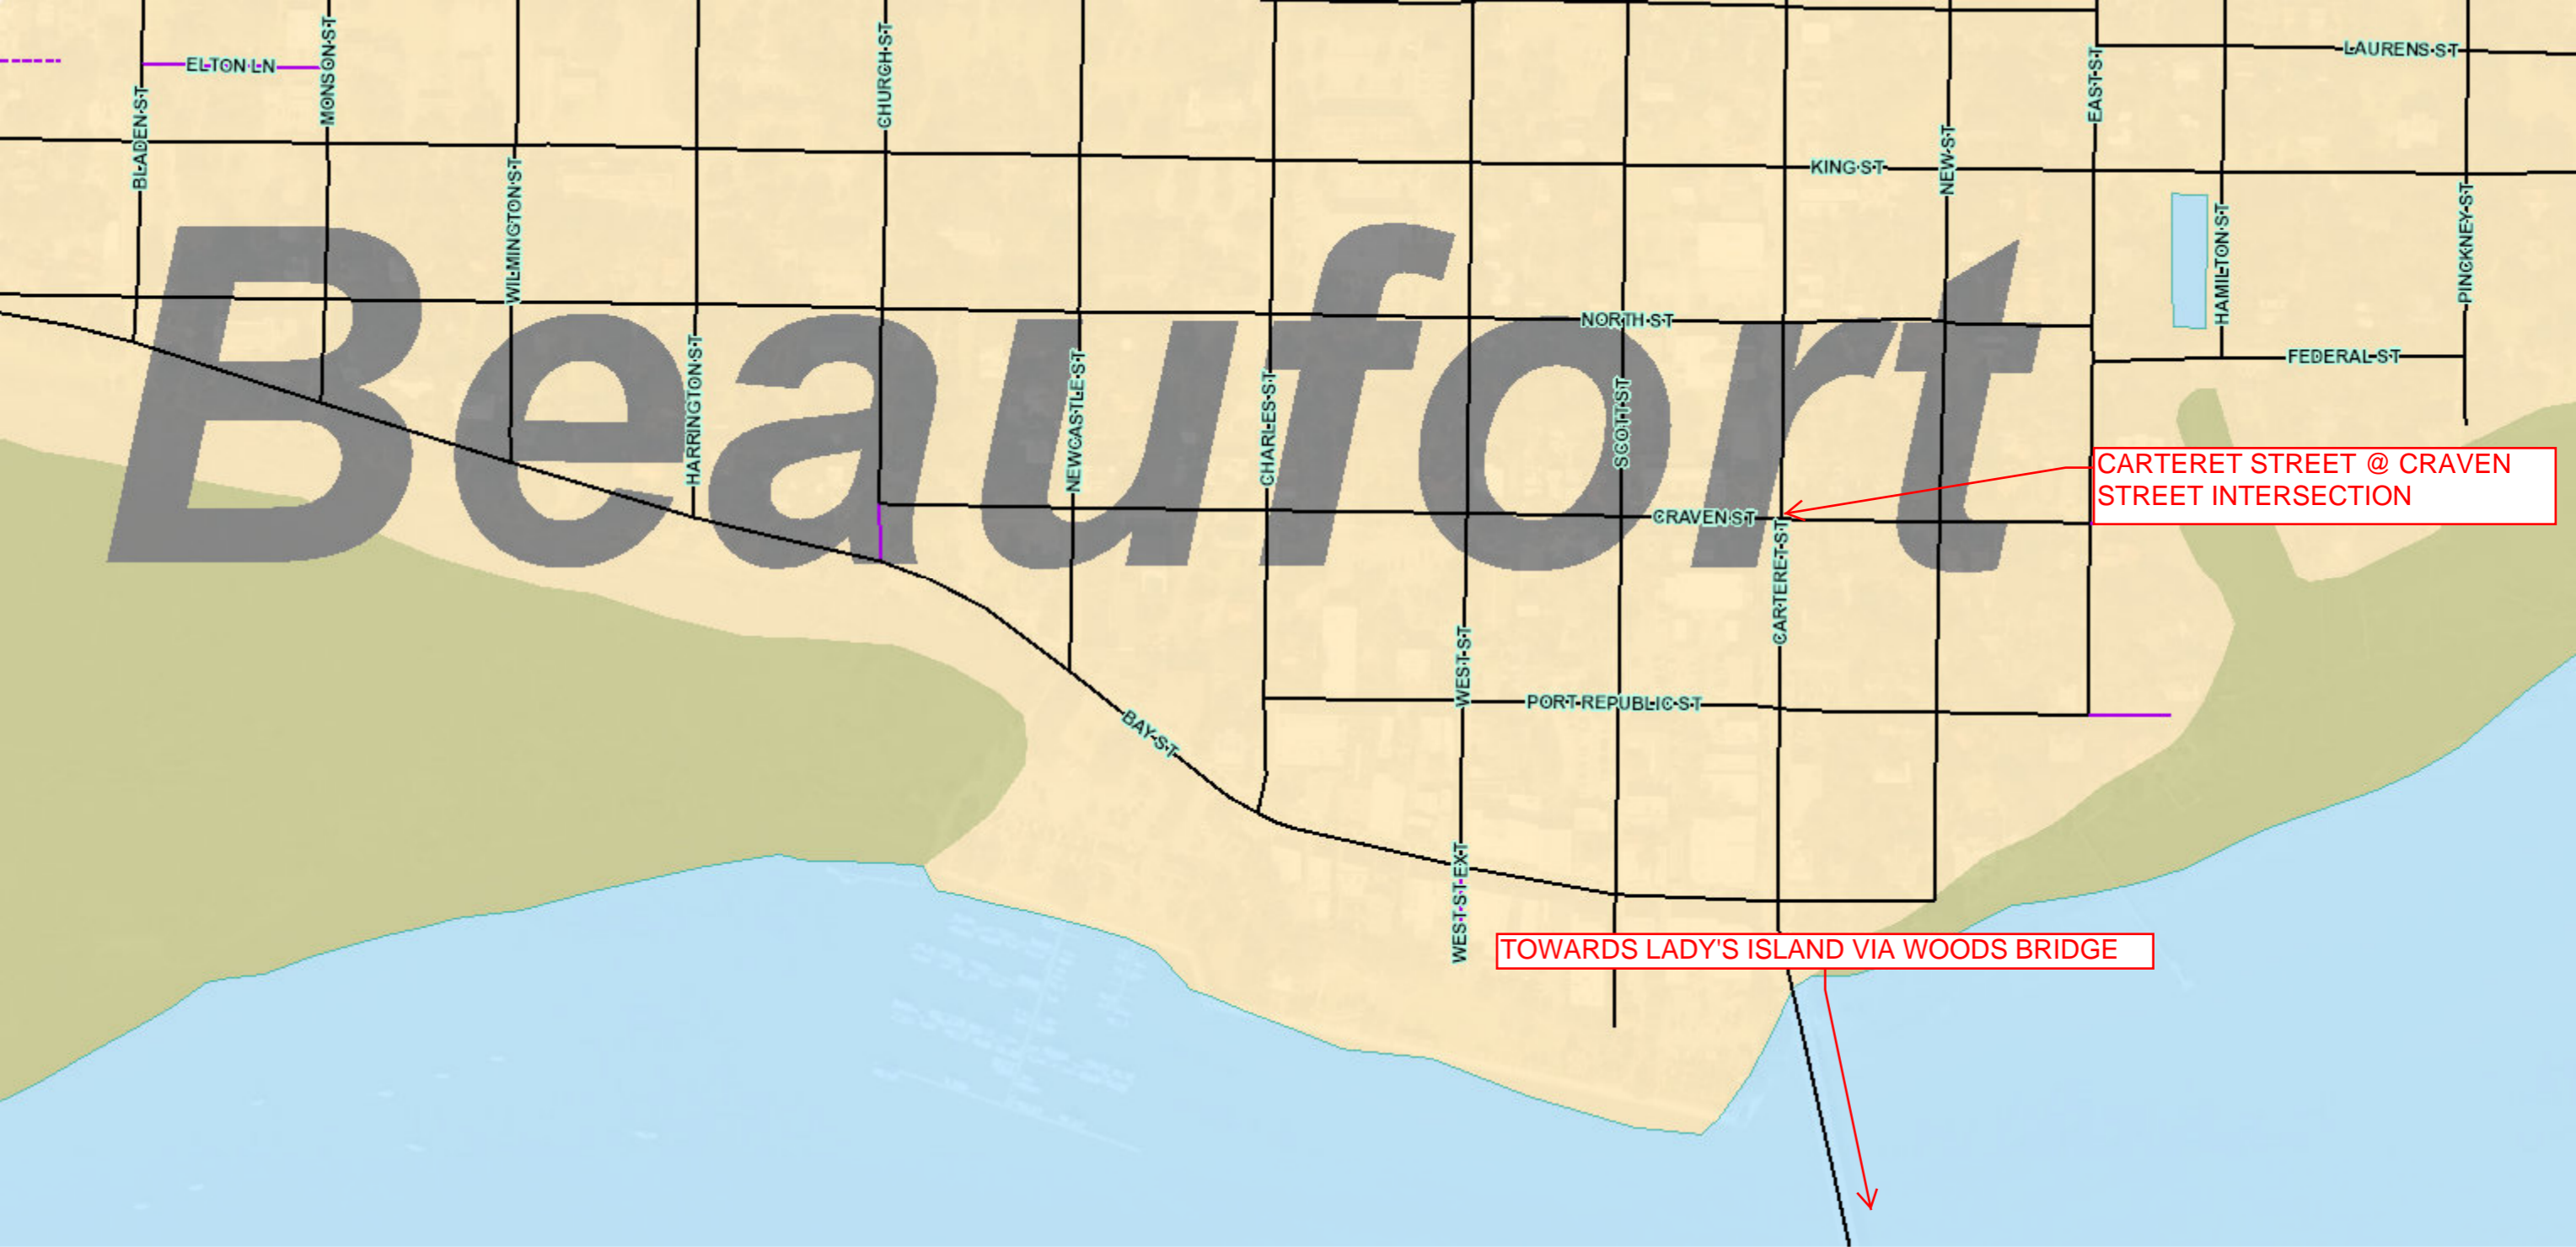 LAURENS ST
ELTON LN
MONSON ST
CHURCH ST
EAST ST
BLADEN ST
KING ST
NEW ST
WILMINGTON ST
HAMILTON ST
PINCKNEY ST
Beaufort
NORTH ST
FEDERAL ST
HARRINGTON ST
NEWCASTLE ST
CHARLES ST
SCOTT ST
CARTERET STREET @ CRAVEN
STREET INTERSECTION
CRAVEN ST
CARTERET ST
WEST ST
PORT REPUBLIC ST
BAY ST
WEST ST EXT
TOWARDS LADY'S ISLAND VIA WOODS BRIDGE